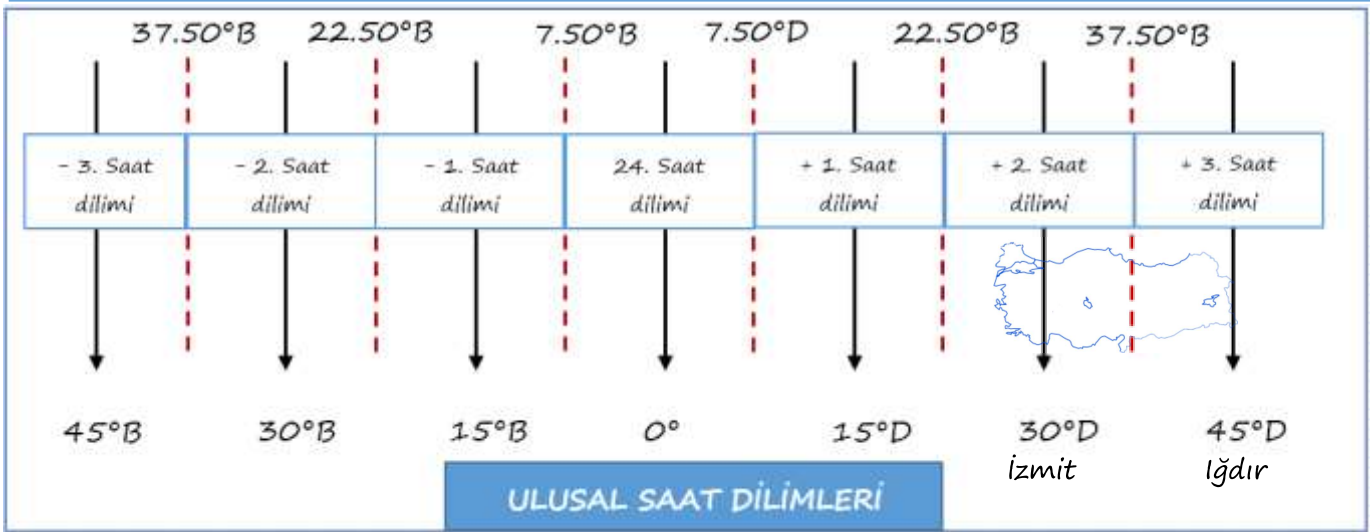 37.50°B 22.50°B 7.50°B 7.50°D 22.50°B 37.50°B
- 3. Saat dilimi
- 2. Saat dilimi
- 1. Saat dilimi
24. Saat dilimi
+ 1. Saat dilimi
+ 2. Saat dilimi
+ 3. Saat dilimi
45°B 30°B 15°B 0° 15°D 30°D 45°D
İzmit Iğdır
ULUSAL SAAT DİLİMLERİ